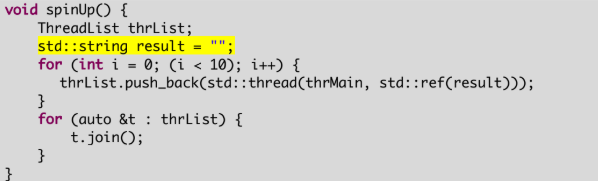 void spinUp() {
    ThreadList thrList;
    std::string result = "";
    for (int i = 0; (i < 10); i++) {
       thrList.push_back(std::thread(thrMain, std::ref(result)));
    }
    for (auto &t : thrList) {
        t.join();
    }
}